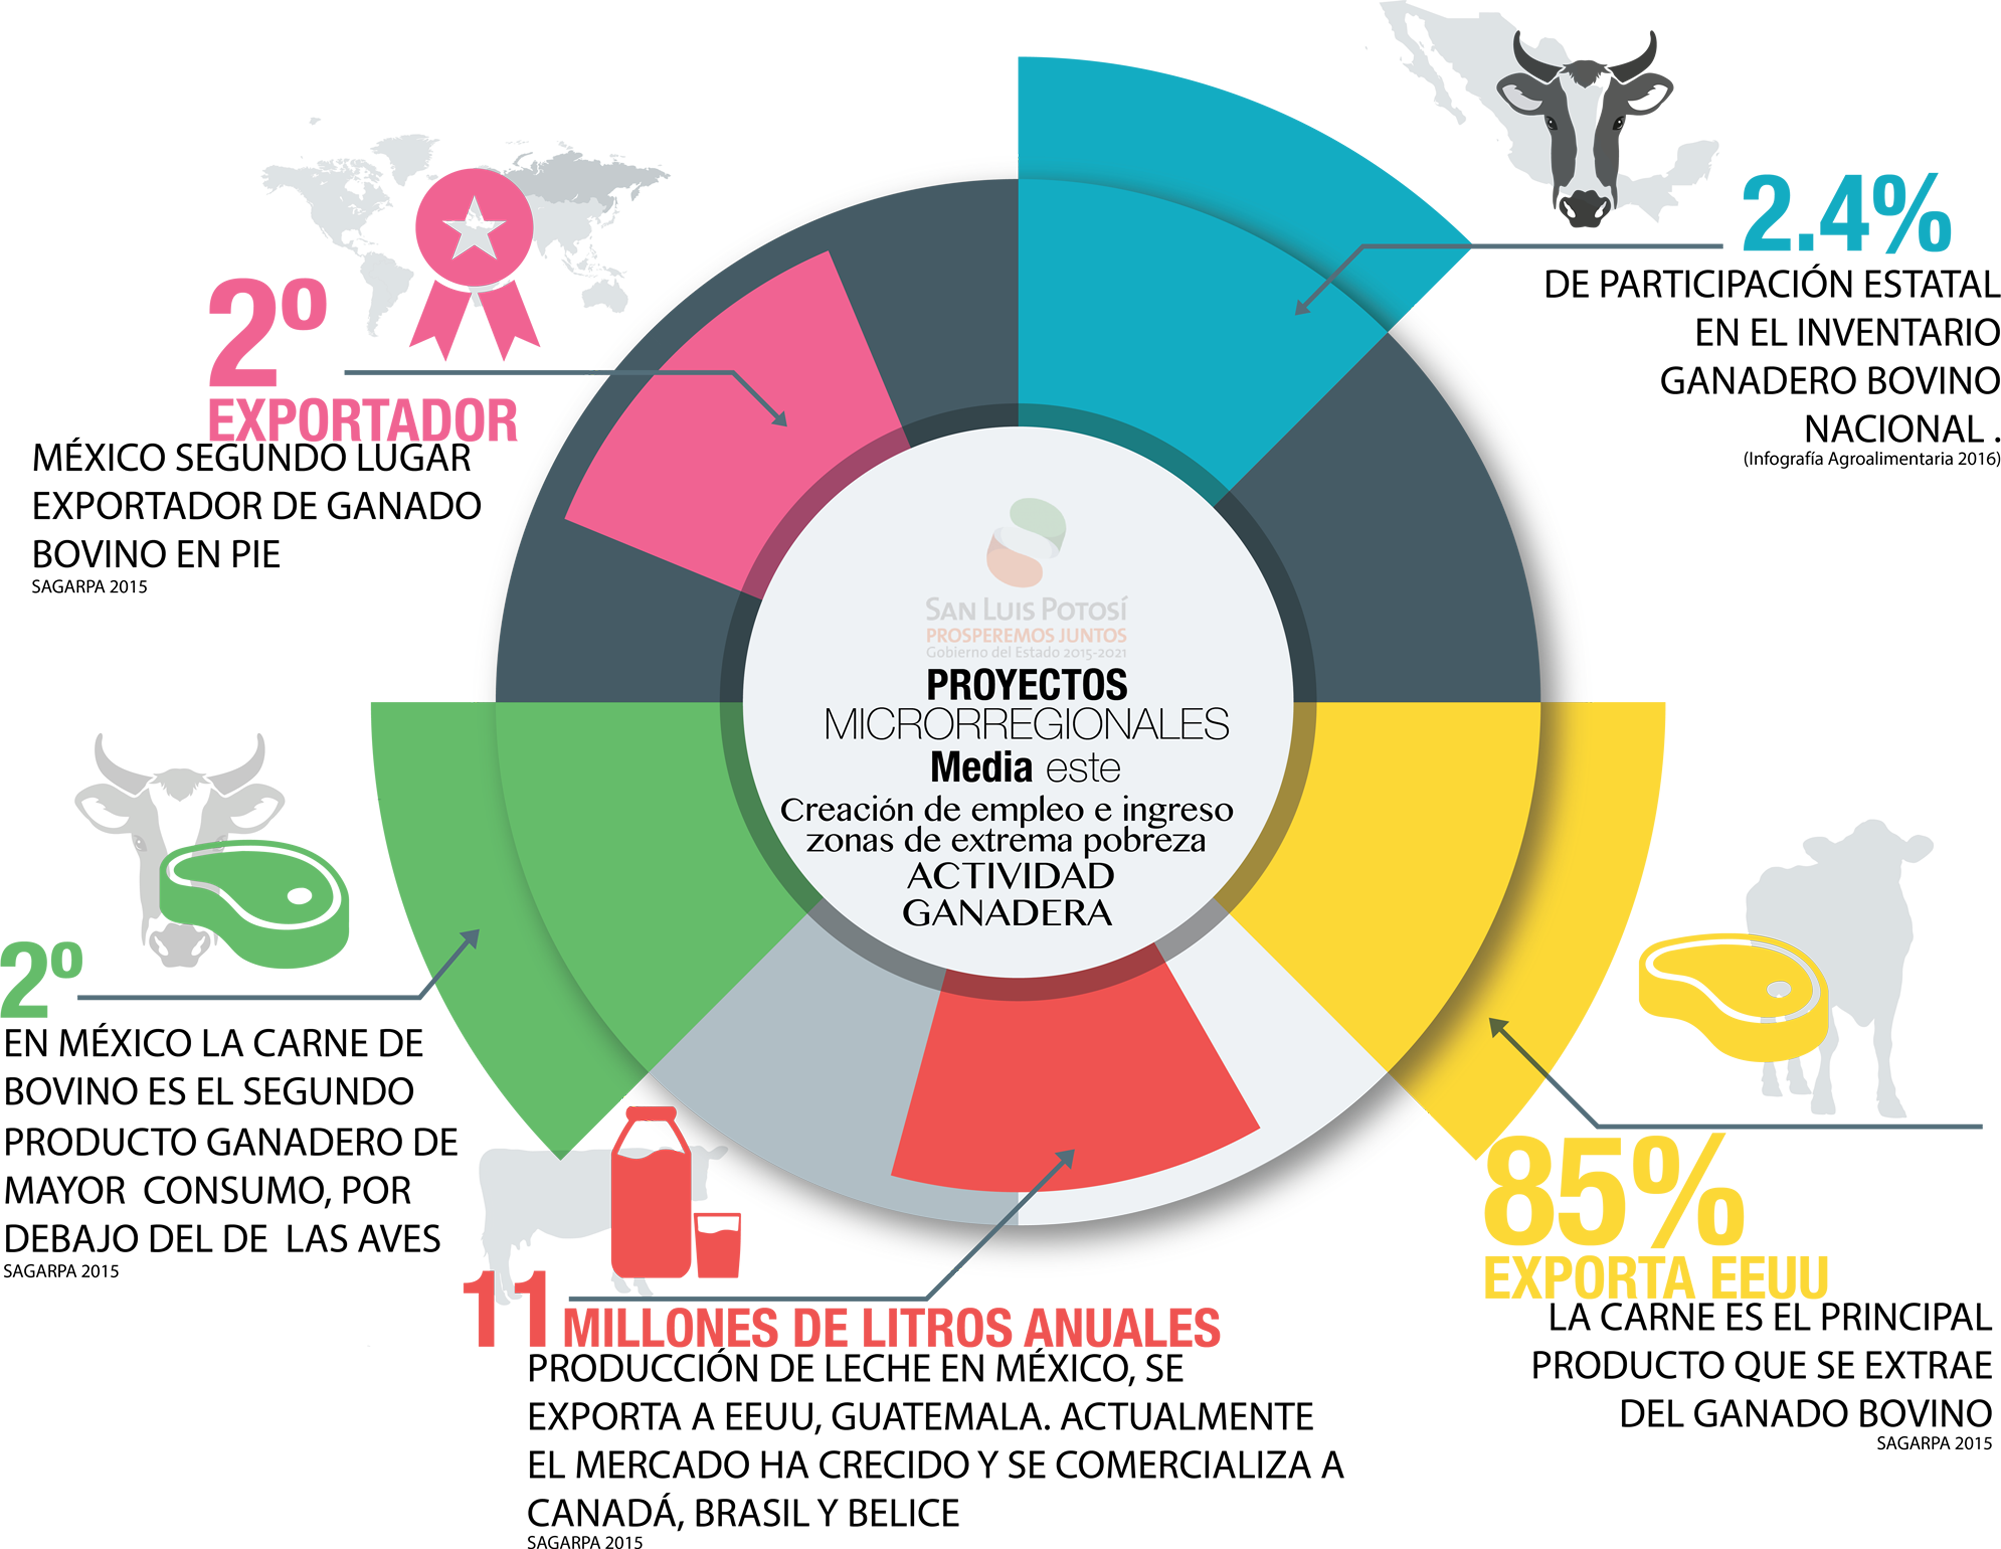 2º
EXPORTADOR
MÉXICO SEGUNDO LUGAR
EXPORTADOR DE GANADO
BOVINO EN PIE
SAGARPA 2015
2.4%
DE PARTICIPACIÓN ESTATAL
EN EL INVENTARIO
GANADERO BOVINO
NACIONAL .
(Infografía Agroalimentaria 2016)
SAN LUIS POTOSÍ
PROSPEREMOS JUNTOS
Gobierno del Estado 2015-2021
PROYECTOS
MICRORREGIONALES
Media este
Creación de empleo e ingreso
zonas de extrema pobreza
ACTIVIDAD
GANADERA
2º
EN MÉXICO LA CARNE DE
BOVINO ES EL SEGUNDO
PRODUCTO GANADERO DE
MAYOR  CONSUMO, POR
DEBAJO DEL DE  LAS AVES
SAGARPA 2015
11 MILLONES DE LITROS ANUALES
PRODUCCIÓN DE LECHE EN MÉXICO, SE
EXPORTA A EEUU, GUATEMALA. ACTUALMENTE
EL MERCADO HA CRECIDO Y SE COMERCIALIZA A
CANADÁ, BRASIL Y BELICE
SAGARPA 2015
85%
EXPORTA EEUU
LA CARNE ES EL PRINCIPAL
PRODUCTO QUE SE EXTRAE
DEL GANADO BOVINO
SAGARPA 2015